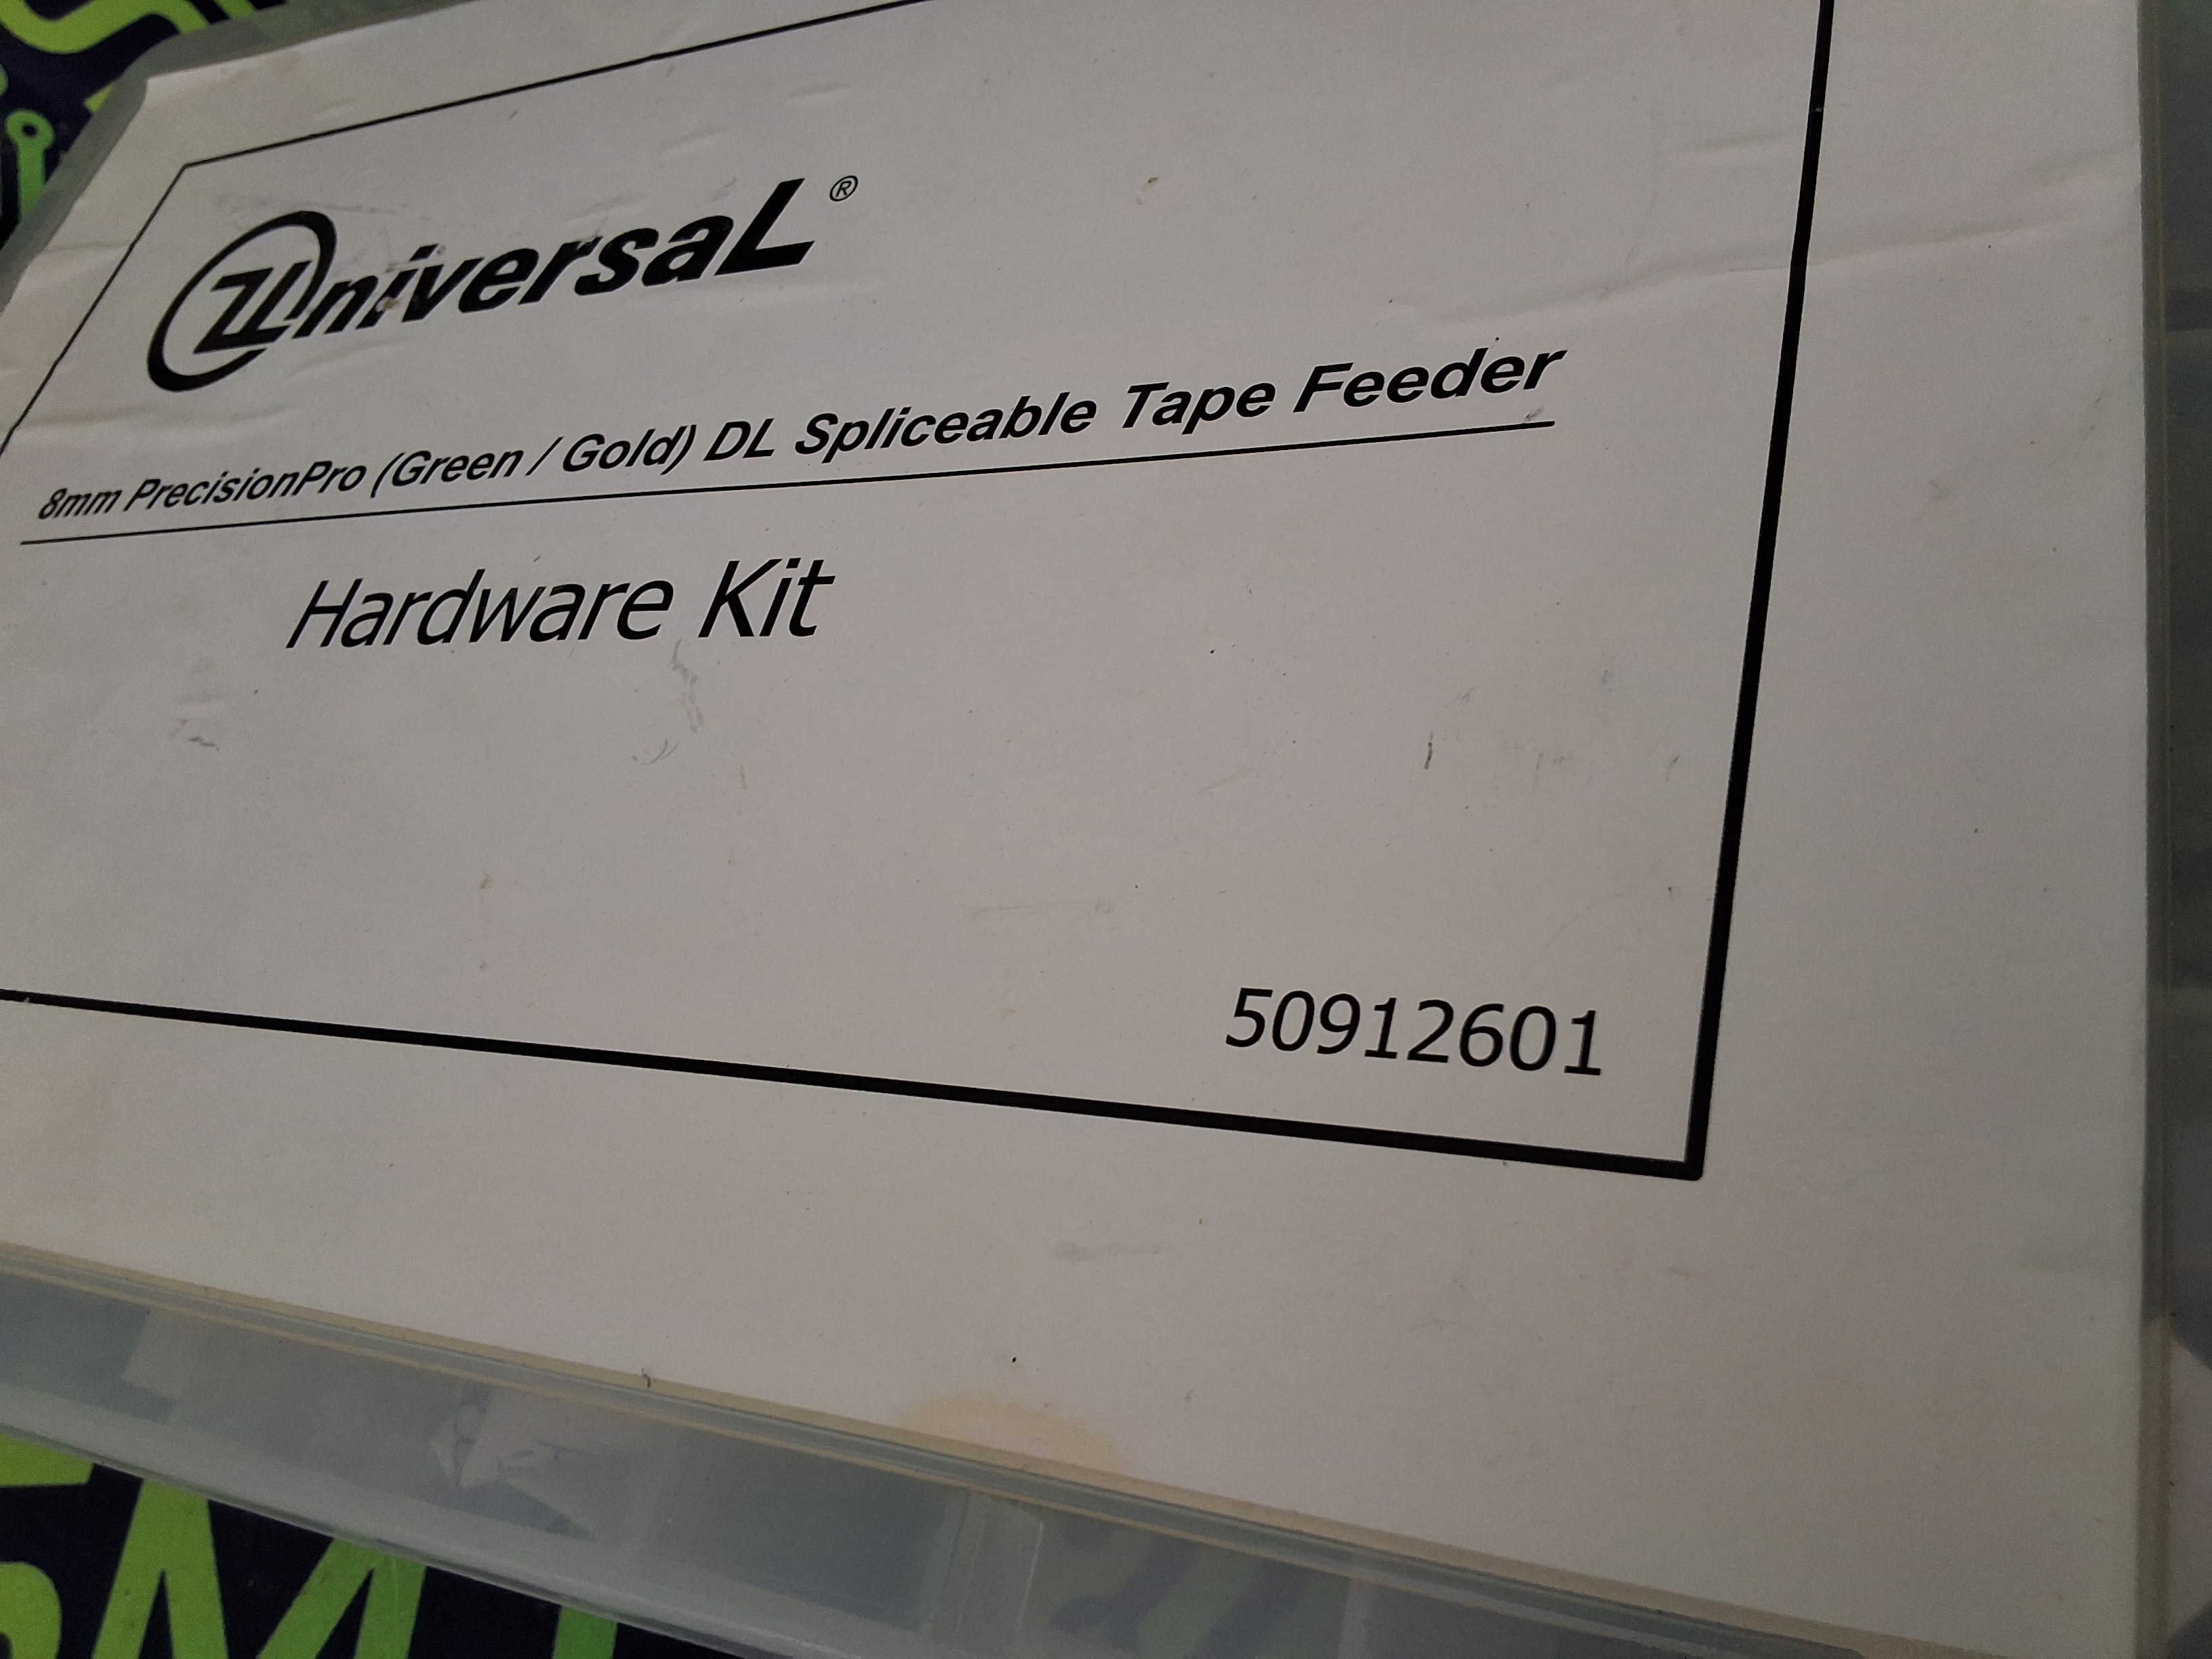 UniversaL®
8mm PrecisionPro (Green / Gold) DL Spliceable Tape Feeder
Hardware Kit
50912601